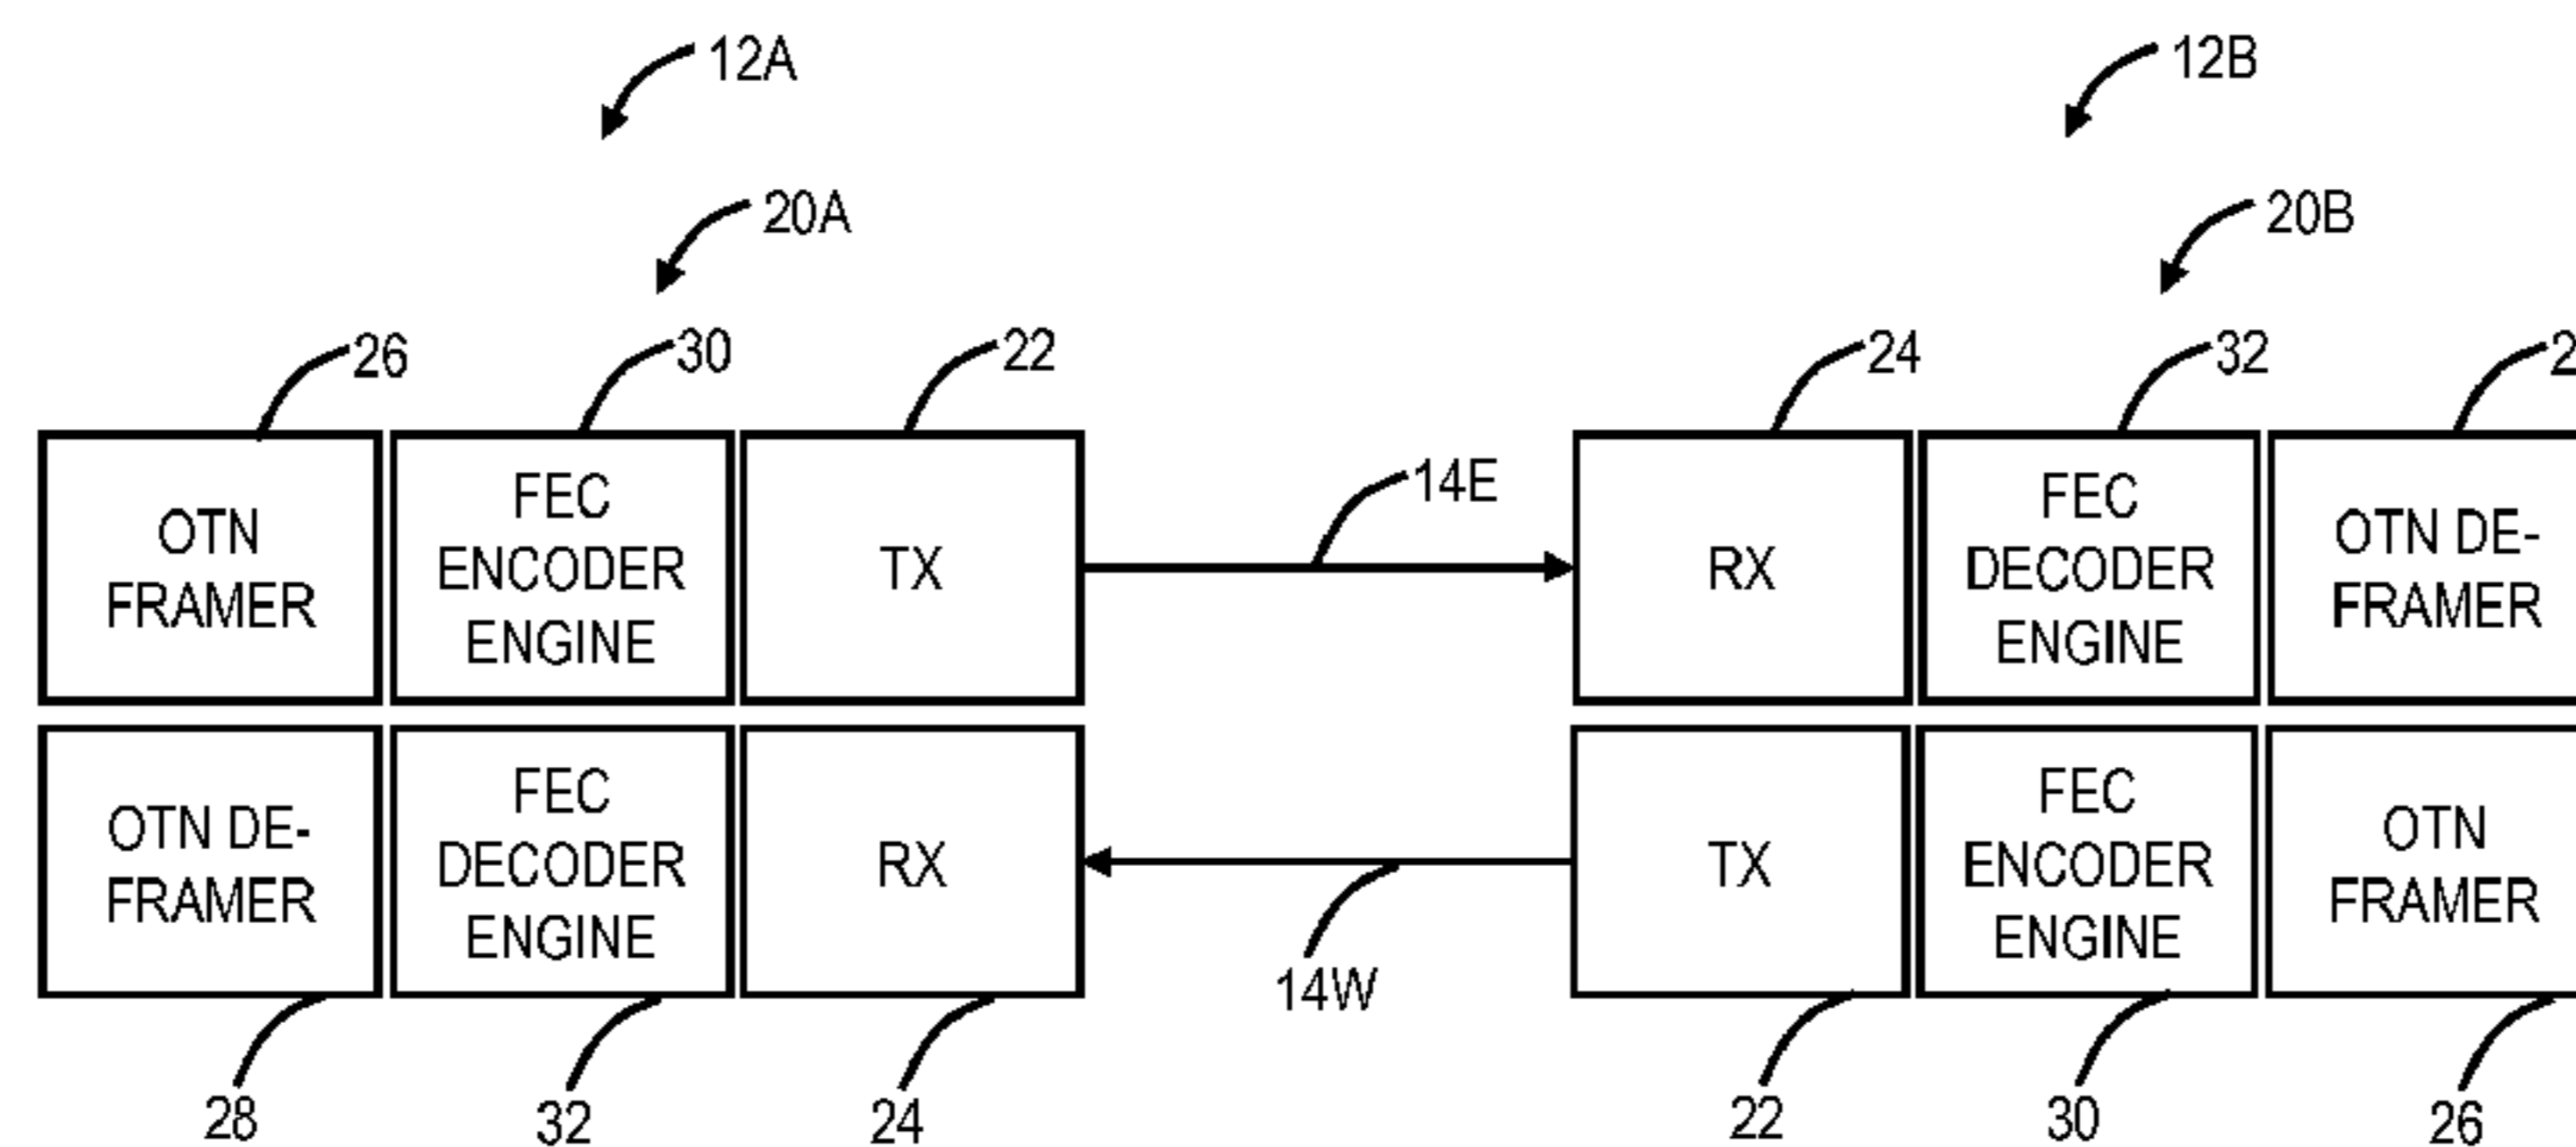 12A
12B
20A
20B
26
30
22
24
32
2
14E
OTN
FRAMER
FEC
ENCODER
ENGINE
TX
RX
FEC
DECODER
ENGINE
OTN DE-
FRAMER
OTN DE-
FRAMER
FEC
DECODER
ENGINE
RX
TX
FEC
ENCODER
ENGINE
OTN
FRAMER
14W
28
32
24
22
30
26